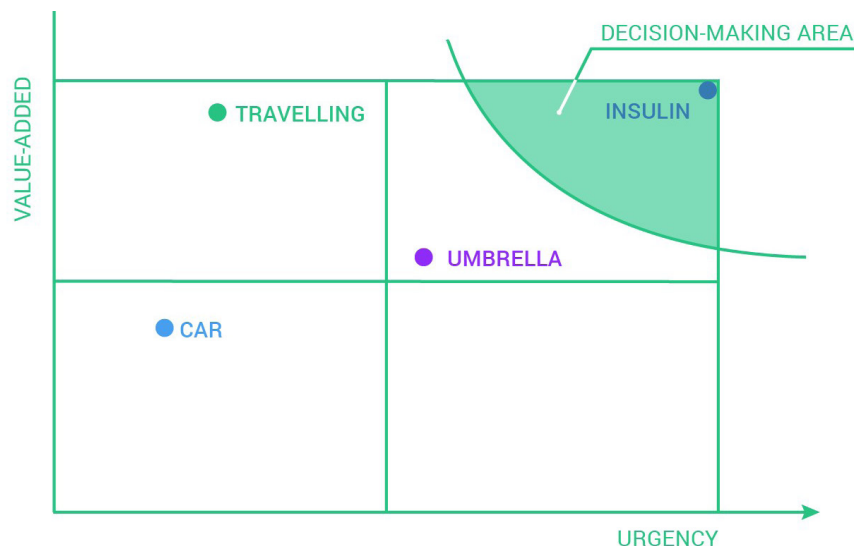 DECISION-MAKING AREA
VALUE-ADDED
TRAVELLING
INSULIN
UMBRELLA
CAR
URGENCY